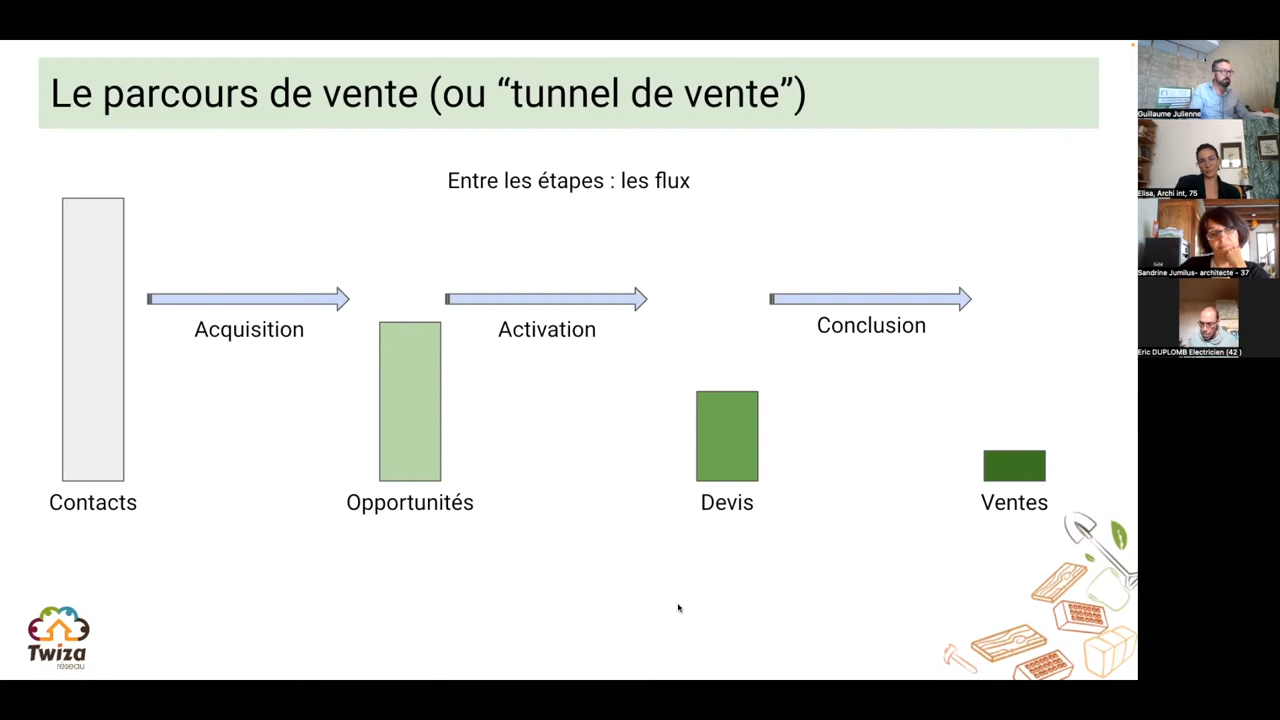 Le parcours de vente (ou “tunnel de vente”)
Entre les étapes : les flux
Acquisition
Activation
Conclusion
Contacts
Opportunités
Devis
Ventes
Twiza
réseau
Guillaume Julienne
Elisa, Archi int, 75
Sandrine Jumilus- architecte - 37
Eric DUPLOMB Electricien (42 )